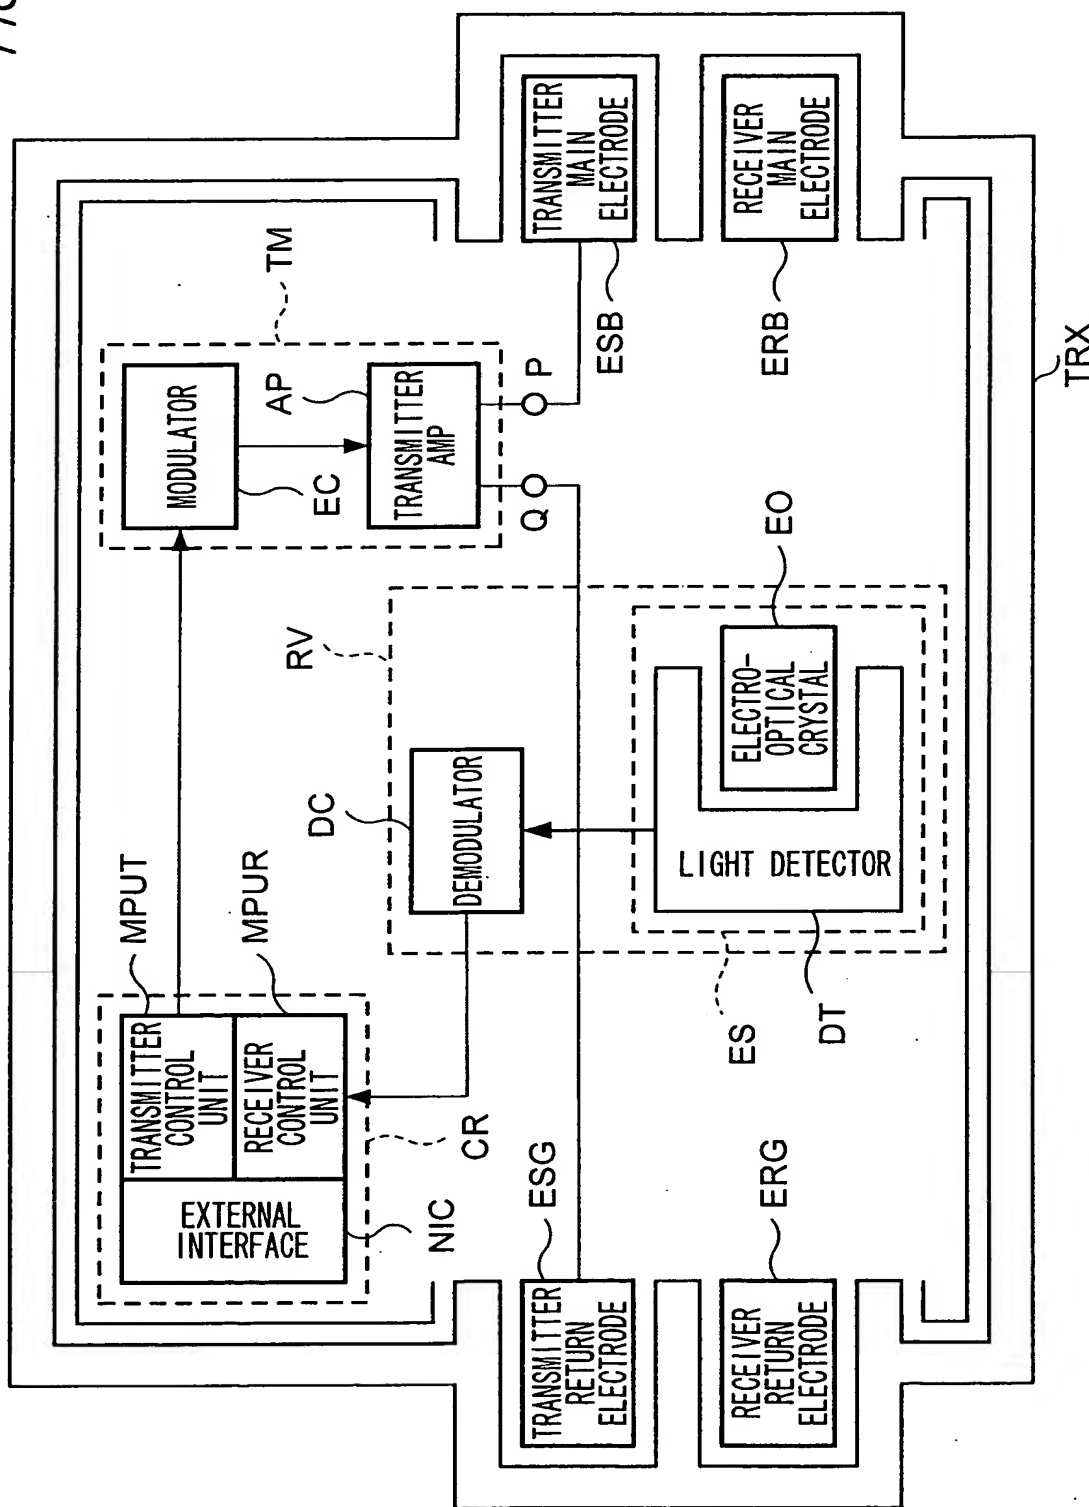 TRANSMITTER
MAIN
ELECTRODE
RECEIVER
MAIN
ELECTRODE
ESB
ERB
TRX
TM
MODULATOR
EC
AP
TRANSMITTER
AMP
P
Q
RV
EO
ELECTRO-
OPTICAL
CRYSTAL
DC
DEMODULATOR
LIGHT DETECTOR
ES
DT
MPUT
MPUR
TRANSMITTER
CONTROL
UNIT
RECEIVER
CONTROL
UNIT
CR
EXTERNAL
INTERFACE
NIC
ESG
ERG
TRANSMITTER
RETURN
ELECTRODE
RECEIVER
RETURN
ELECTRODE